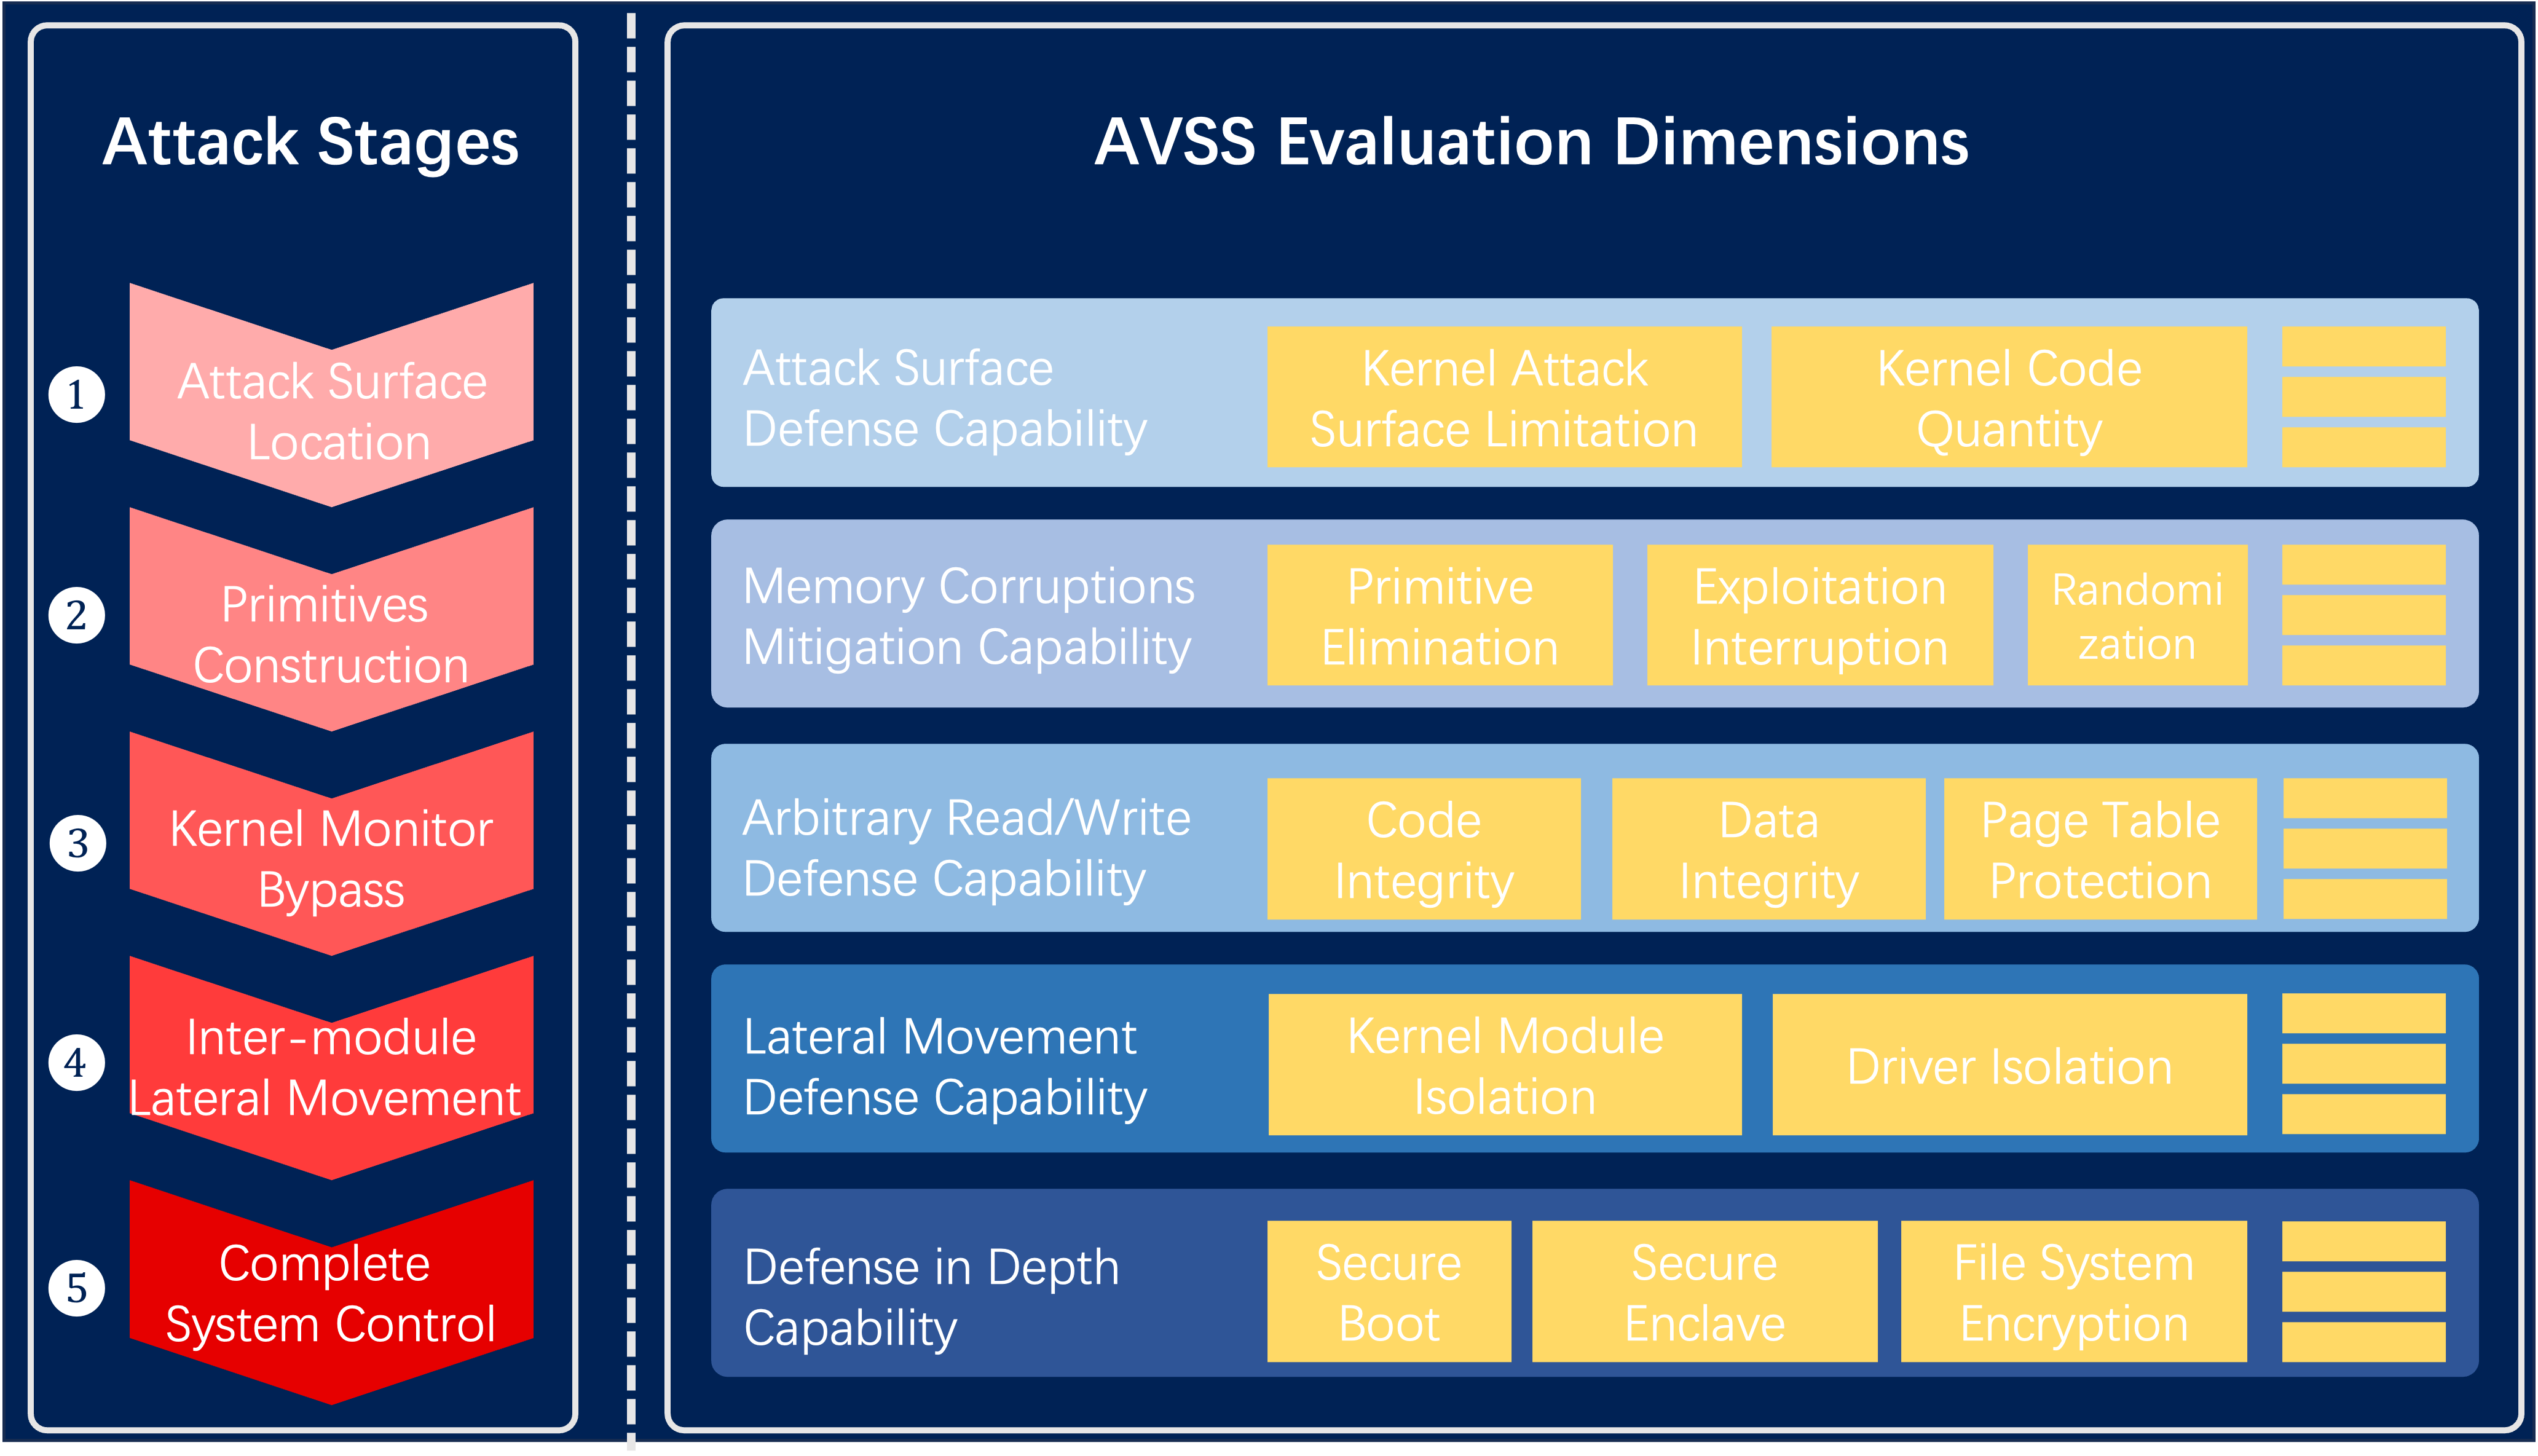 Attack Stages
1
Attack Surface
Location
2
Primitives
Construction
3
Kernel Monitor
Bypass
4
Inter-module
Lateral Movement
5
Complete
System Control
AVSS Evaluation Dimensions
Attack Surface
Defense Capability
Kernel Attack
Surface Limitation
Kernel Code
Quantity
Memory Corruptions
Mitigation Capability
Primitive
Elimination
Exploitation
Interruption
Randomi
zation
Arbitrary Read/Write
Defense Capability
Code
Integrity
Data
Integrity
Page Table
Protection
Lateral Movement
Defense Capability
Kernel Module
Isolation
Driver Isolation
Defense in Depth
Capability
Secure
Boot
Secure
Enclave
File System
Encryption